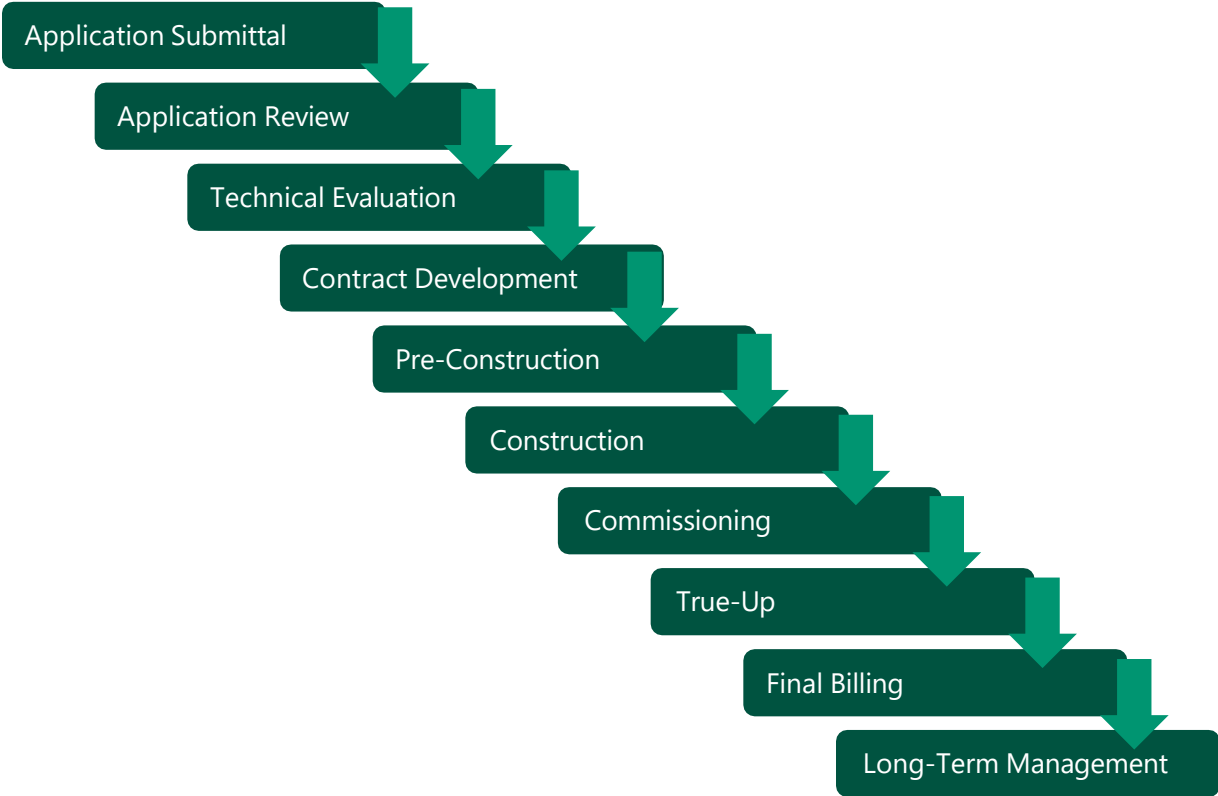 Application Submittal
Application Review
Technical Evaluation
Contract Development
Pre-Construction
Construction
Commissioning
True-Up
Final Billing
Long-Term Management